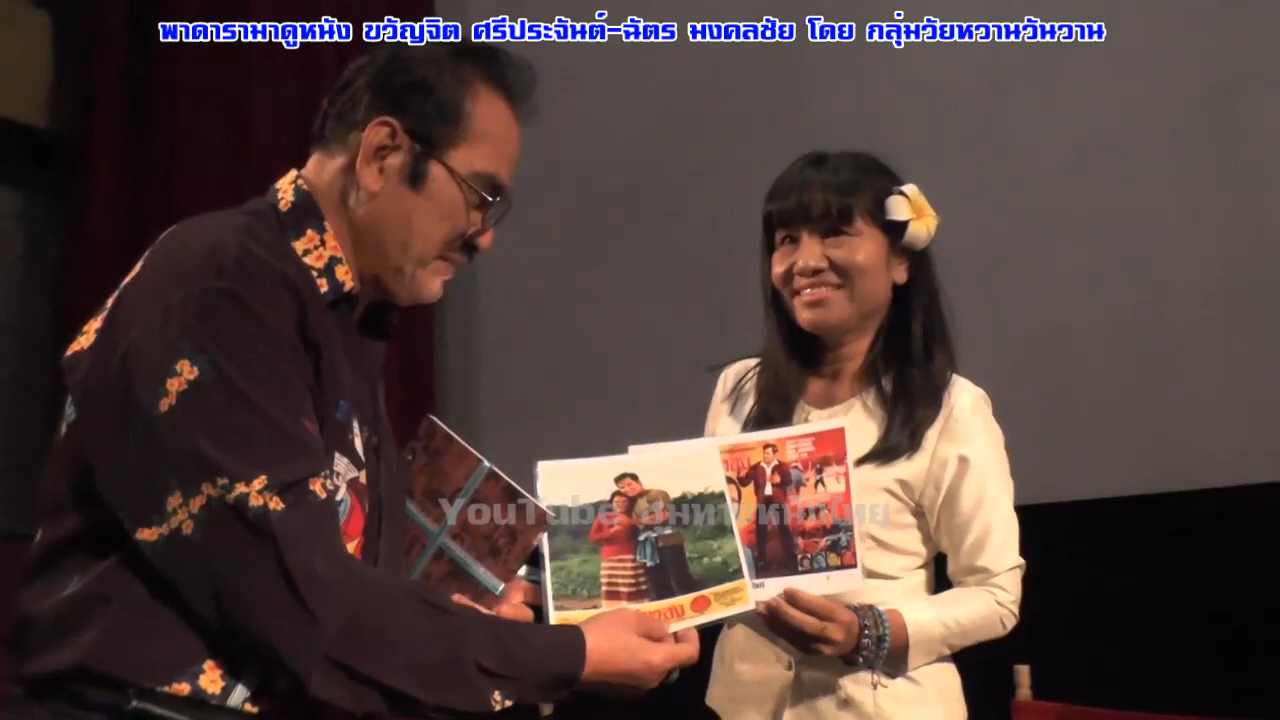 พาดารามาดูหนัง ขวัญจิต ศรีประจันต์-ฉัตร มงคลชัย โดย กลุ่มวัยหวานวันวาน
YouTube